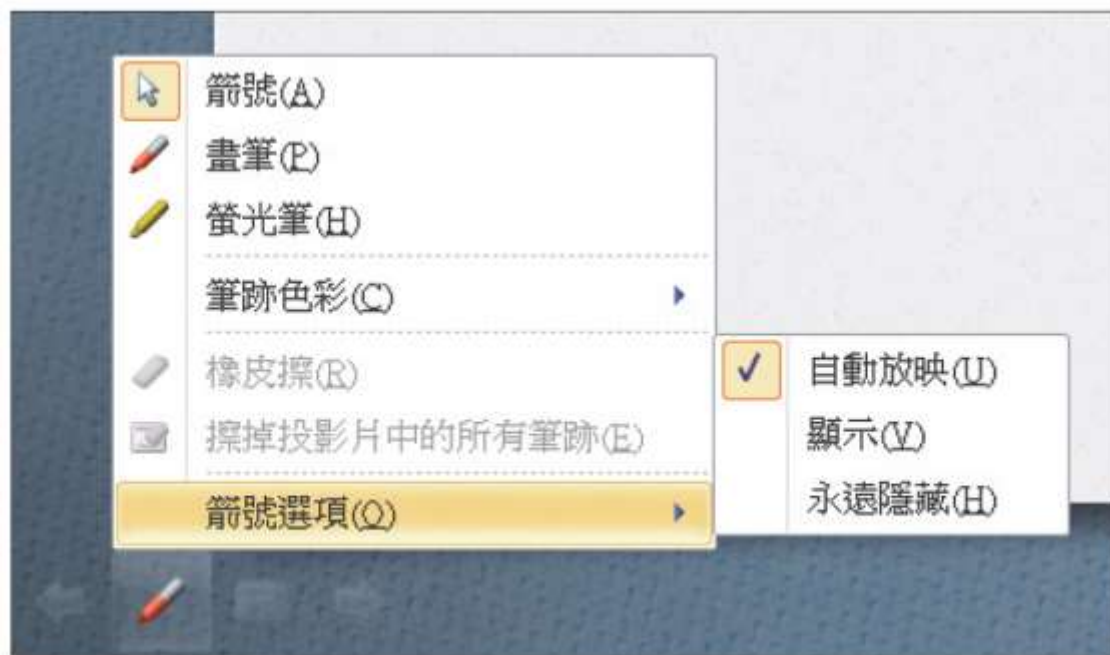 箭號(A)
畫筆(P)
螢光筆(H)
筆跡色彩(C)
橡皮擦(R)
擦掉投影片中的所有筆跡(E)
箭號選項(O)
自動放映(U)
顯示(V)
永遠隱藏(H)